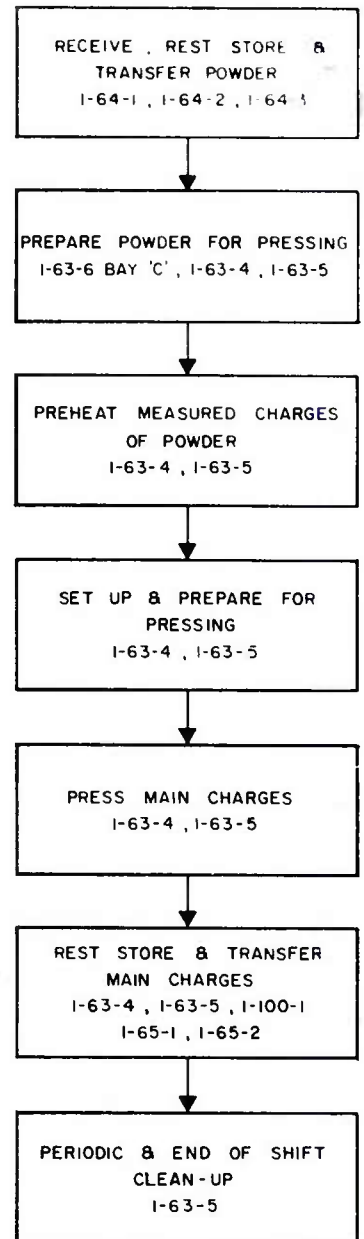 RECEIVE, REST STORE &
TRANSFER POWDER
1-64-1, 1-64-2, 1-64-3
PREPARE POWDER FOR PRESSING
1-63-6 BAY 'C', 1-63-4, 1-63-5
PREHEAT MEASURED CHARGES
OF POWDER
1-63-4, 1-63-5
SET UP & PREPARE FOR
PRESSING
1-63-4, 1-63-5
PRESS MAIN CHARGES
1-63-4, 1-63-5
REST STORE & TRANSFER
MAIN CHARGES
1-63-4, 1-63-5, 1-100-1
1-65-1, 1-65-2
PERIODIC & END OF SHIFT
CLEAN-UP
1-63-5